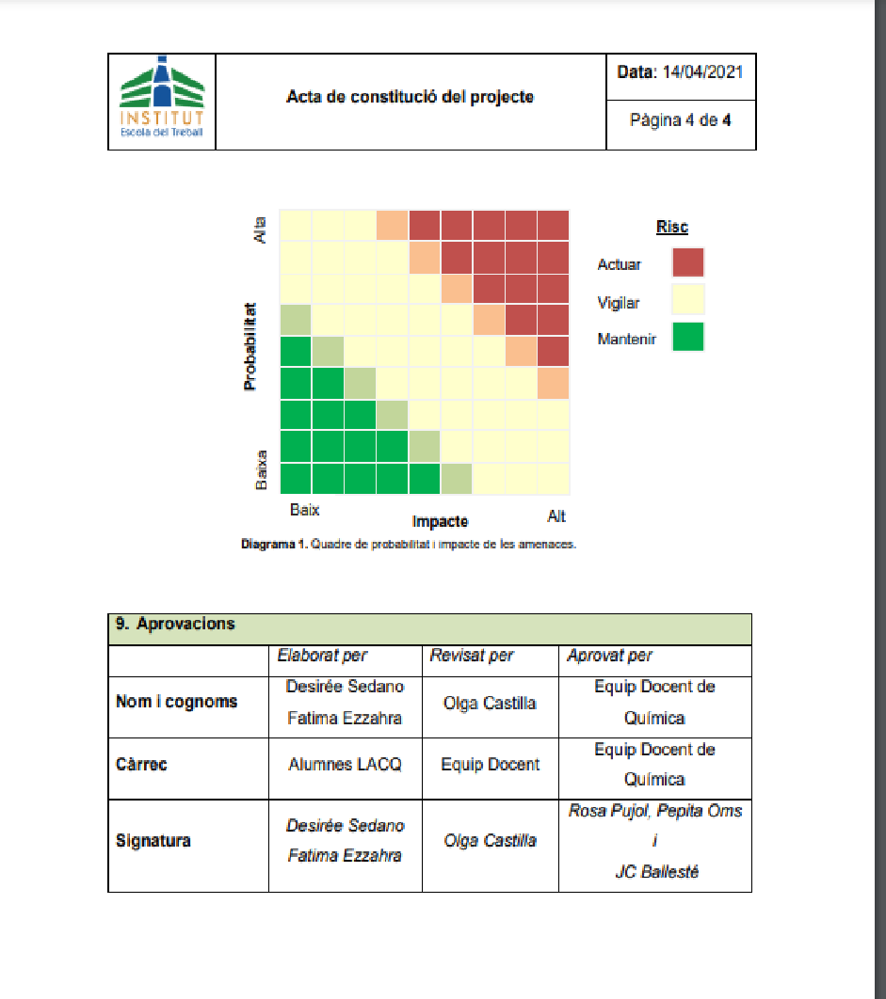 INSTITUT
Escola del Treball
Acta de constitució del projecte
Data: 14/04/2021
Pàgina 4 de 4
Alta
Probabilitat
Baixa
Baix
Impacte
Alt
Risc
Actuar
Vigilar
Mantenir
Diagrama 1. Quadre de probabilitat i impacte de les amenaces.
9. Aprovacions
Elaborat per
Revisat per
Aprovat per
Nom i cognoms
Desirée Sedano
Fatima Ezzahra
Olga Castilla
Equip Docent de
Química
Càrrec
Alumnes LACQ
Equip Docent
Equip Docent de
Química
Signatura
Desirée Sedano
Fatima Ezzahra
Olga Castilla
Rosa Pujol, Pepita Oms
i
JC Ballesté